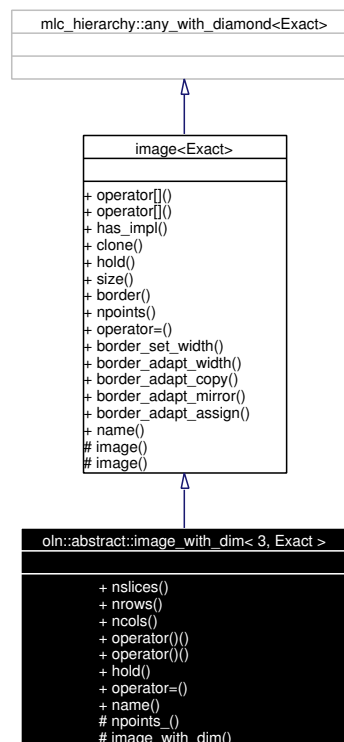 mlc_hierarchy::any_with_diamond<Exact>
image<Exact>
+ operator[]()
+ operator[]()
+ has_impl()
+ clone()
+ hold()
+ size()
+ border()
+ npoints()
+ operator=()
+ border_set_width()
+ border_adapt_width()
+ border_adapt_copy()
+ border_adapt_mirror()
+ border_adapt_assign()
+ name()
# image()
# image()
oln::abstract::image_with_dim< 3, Exact >
+ nslices()
+ nrows()
+ ncols()
+ operator()()
+ operator()()
+ hold()
+ operator=()
+ name()
# npoints_()
# image_with_dim()